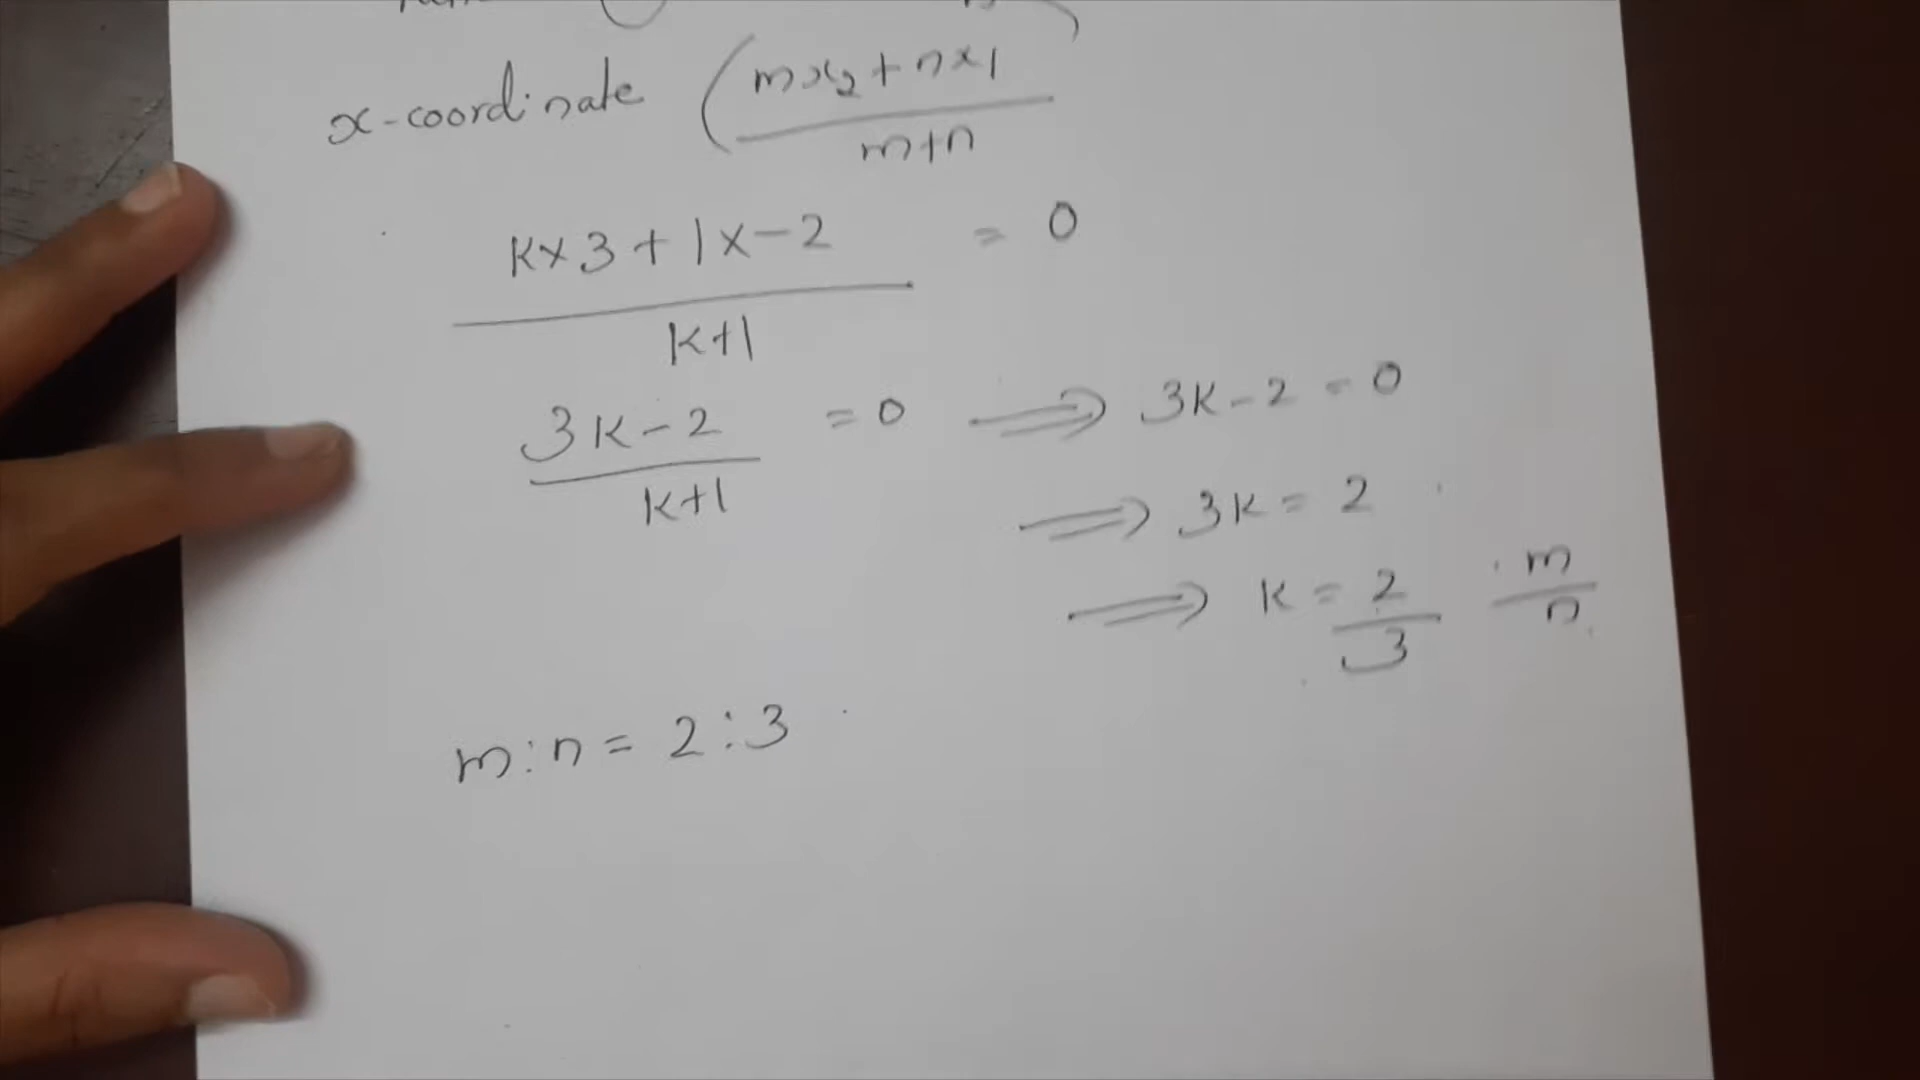 x-coordinate (mx2+nx1
m+n
k×3+1×-2 = 0
k+1
3k-2 = 0 ⟹ 3k-2 = 0
k+1
⟹ 3k = 2
⟹ k = 2 m
3 n
m:n = 2:3